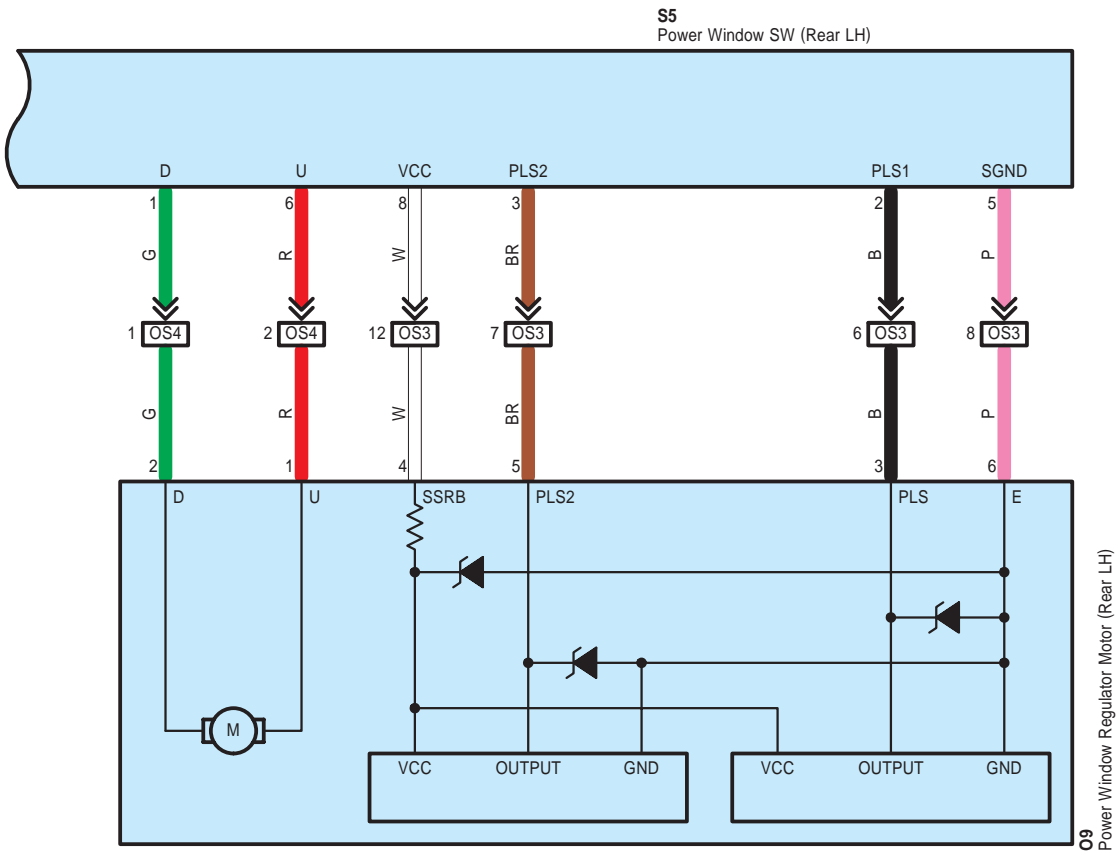 S5
Power Window SW (Rear LH)
D U VCC PLS2 PLS1 SGND
1 6 8 3 2 5
G R W BR B P
1 OS4 2 OS4 12 OS3 7 OS3 6 OS3 8 OS3
G R W BR B P
2 1 4 5 3 6
D U SSRB PLS2 PLS E
M
VCC OUTPUT GND VCC OUTPUT GND
O9
Power Window Regulator Motor (Rear LH)